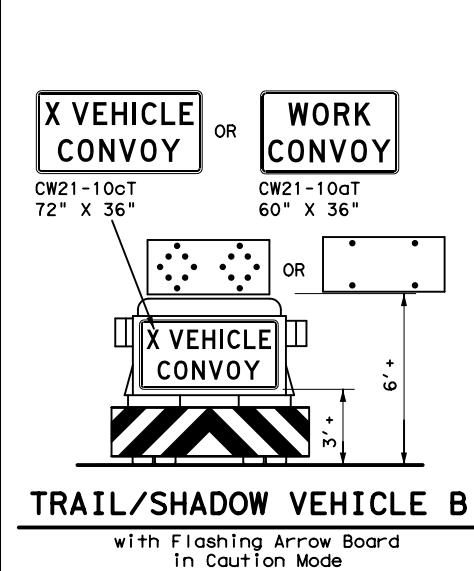 X VEHICLE
CONVOY
OR
WORK
CONVOY
CW21-10cT
72" X 36"
CW21-10aT
60" X 36"
OR
X VEHICLE
CONVOY
3'+
6'+
TRAIL/SHADOW VEHICLE B
with Flashing Arrow Board
in Caution Mode